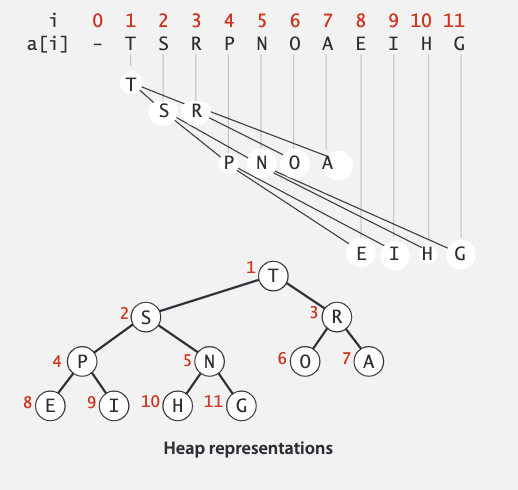 i 0 1 2 3 4 5 6 7 8 9 10 11
a[i] - T S R P N O A E I H G
T
S R
P N O A
E I H G
1 T
2 S 3 R
4 P 5 N 6 O 7 A
8 E 9 I 10 H 11 G
Heap representations